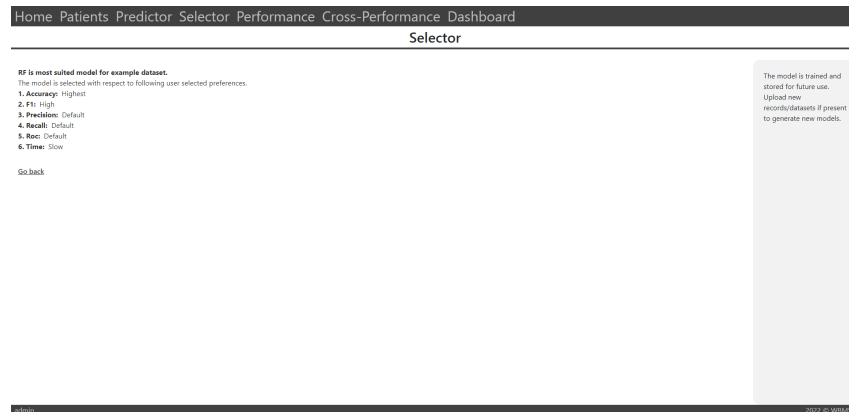 Home Patients Predictor Selector Performance Cross-Performance Dashboard
Selector
RF is most suited model for example dataset.
The model is selected with respect to following user selected preferences.
1. Accuracy: Highest
2. F1: High
3. Precision: Default
4. Recall: Default
5. Roc: Default
6. Time: Slow
Go back
The model is trained and
stored for future use.
Upload new
records/datasets if present
to generate new models.
admin
2022 ©